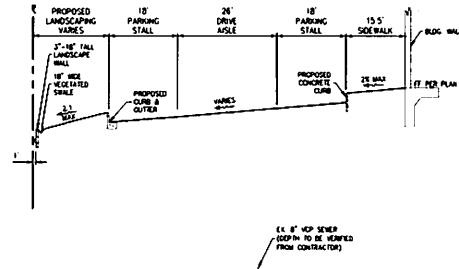 PROPOSED
LANDSCAPING
VARIES
18'
PARKING
STALL
26'
DRIVE
AISLE
18'
PARKING
STALL
15.5'
SIDEWALK
BLDG WALL
3"-18" TALL
LANDSCAPE
WALL
18" WIDE
VEGETATED
SWALE
2:1
MAX
PROPOSED
CURB &
GUTTER
VARIES
PROPOSED
CONCRETE
CURB
2% MAX
FF PER PLAN
1'
EX. 8" VCP SEWER
(DEPTH TO BE VERIFIED
FROM CONTRACTOR)